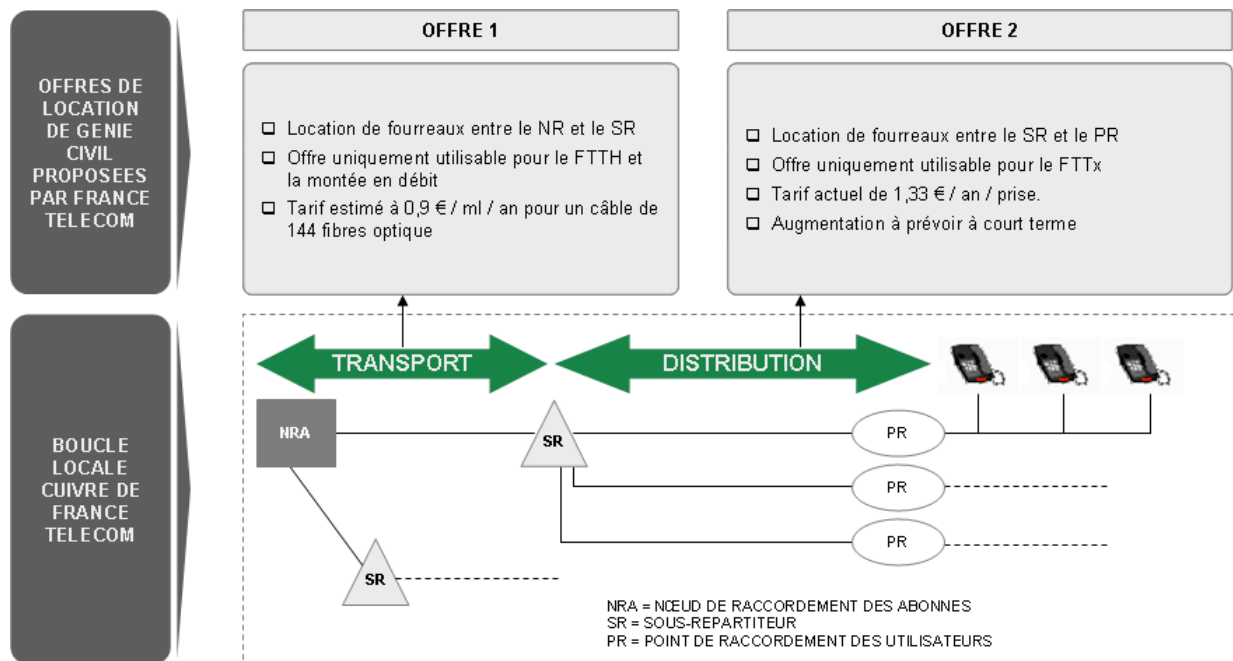 OFFRES DE
LOCATION
DE GENIE
CIVIL
PROPOSEES
PAR FRANCE
TELECOM
OFFRE 1
Location de fourreaux entre le NR et le SR
Offre uniquement utilisable pour le FTTH et
la montée en débit
Tarif estimé à 0,9 € / ml / an pour un câble de
144 fibres optique
OFFRE 2
Location de fourreaux entre le SR et le PR
Offre uniquement utilisable pour le FTTx
Tarif actuel de 1,33 € / an / prise.
Augmentation à prévoir à court terme
BOUCLE
LOCALE
CUIVRE DE
FRANCE
TELECOM
TRANSPORT
DISTRIBUTION
NRA
SR
PR
PR
PR
SR
NRA = NŒUD DE RACCORDEMENT DES ABONNES
SR = SOUS-REPARTITEUR
PR = POINT DE RACCORDEMENT DES UTILISATEURS